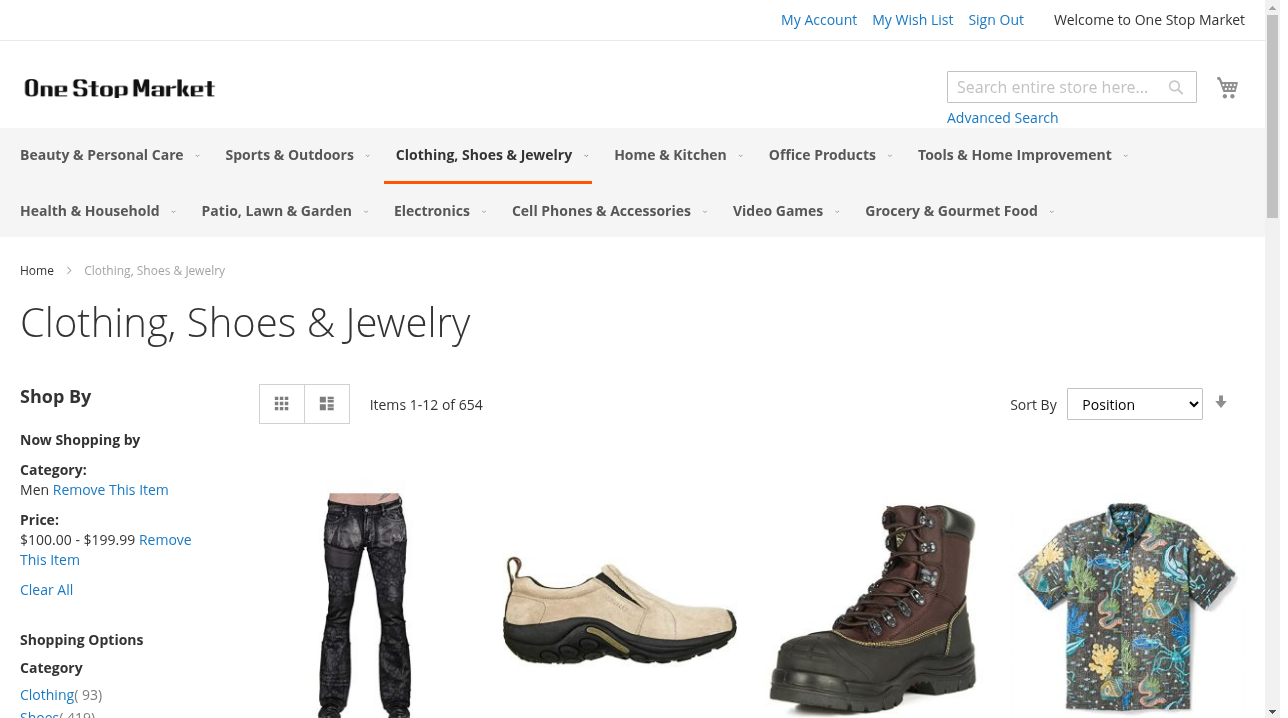 My Account My Wish List Sign Out Welcome to One Stop Market
One Stop Market
Search entire store here...
Advanced Search
Beauty & Personal Care Sports & Outdoors Clothing, Shoes & Jewelry Home & Kitchen Office Products Tools & Home Improvement
Health & Household Patio, Lawn & Garden Electronics Cell Phones & Accessories Video Games Grocery & Gourmet Food
Home Clothing, Shoes & Jewelry
Clothing, Shoes & Jewelry
Shop By
Items 1-12 of 654
Sort By Position
Now Shopping by
Category:
Men Remove This Item
Price:
$100.00 - $199.99 Remove
This Item
Clear All
Shopping Options
Category
Clothing( 93)
Shoes( 419)